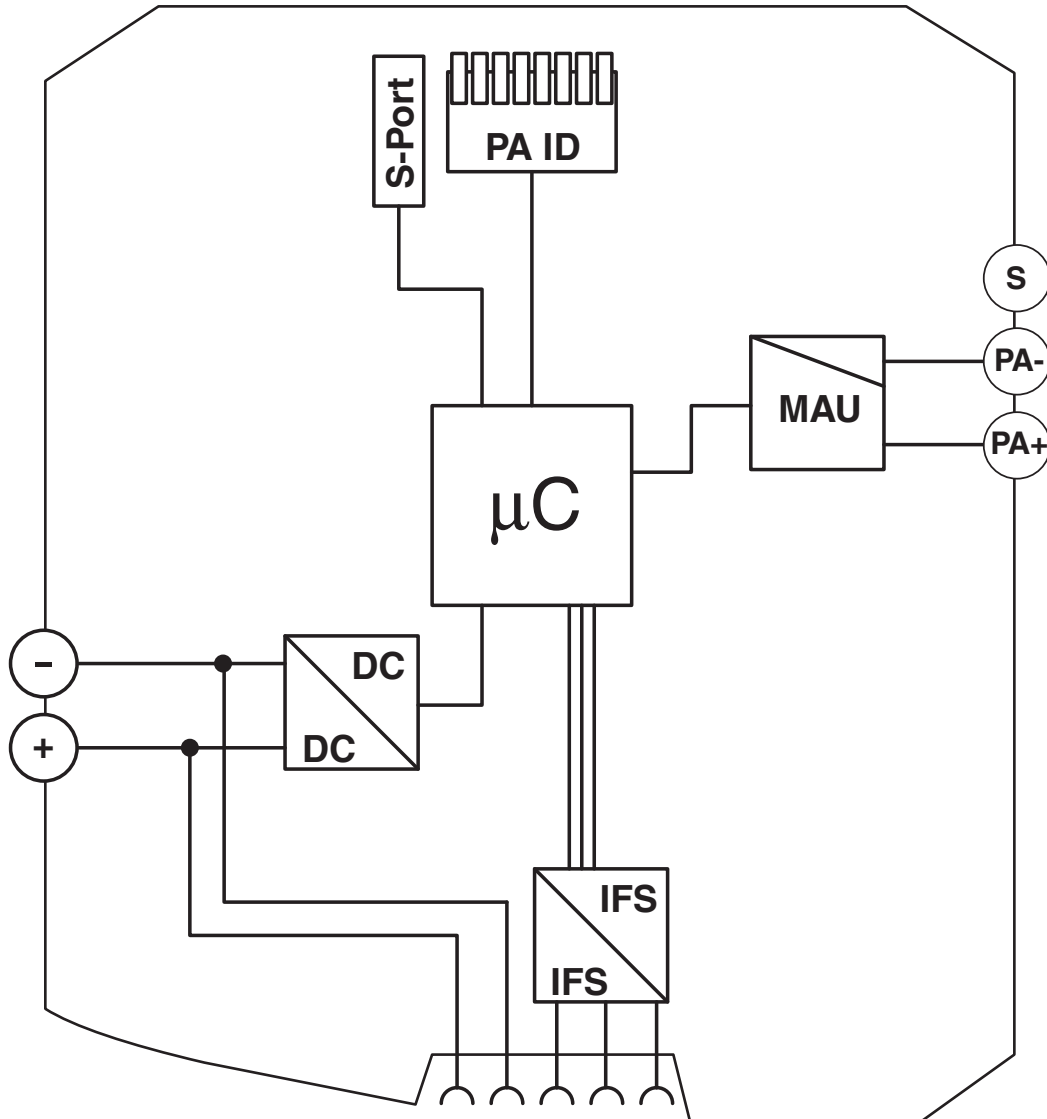 S-Port
PA ID
S
PA-
MAU
PA+
µC
-
DC
+
DC
IFS
IFS